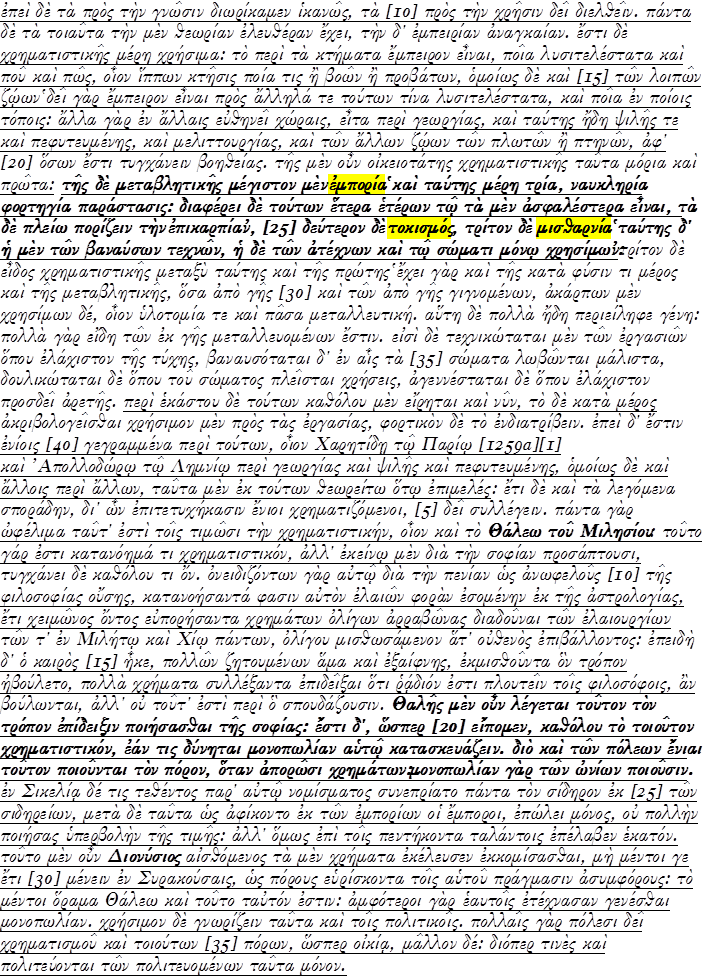 ἐπεὶ δὲ τὰ πρὸς τὴν γνῶσιν διωρίκαμεν ἱκανῶς, τὰ [10] πρὸς τὴν χρῆσιν δεῖ διελθεῖν. πάντα
δὲ τὰ τοιαῦτα τὴν μὲν θεωρίαν ἐλευθέραν ἔχει, τὴν δ' ἐμπειρίαν ἀναγκαίαν. ἔστι δὲ
χρηματιστικῆς μέρη χρήσιμα: τὸ περὶ τὰ κτήματα ἔμπειρον εἶναι, ποῖα λυσιτελέστατα καὶ
ποῦ καὶ πῶς, οἷον ἵππων κτῆσις ποία τις ἢ βοῶν ἢ προβάτων, ὁμοίως δὲ καὶ [15] τῶν λοιπῶν
ζῴων· δεῖ γὰρ ἔμπειρον εἶναι πρὸς ἄλληλά τε τούτων τίνα λυσιτελέστατα, καὶ ποῖα ἐν ποίοις
τόποις: ἄλλα γὰρ ἐν ἄλλαις εὐθηνεῖ χώραις, εἶτα περὶ γεωργίας, καὶ ταύτης ἤδη ψιλῆς τε
καὶ πεφυτευμένης, καὶ μελιττουργίας, καὶ τῶν ἄλλων ζῴων τῶν πλωτῶν ἢ πτηνῶν, ἀφ'
[20] ὅσων ἔστι τυγχάνειν βοηθείας. τῆς μὲν οὖν οἰκειοτάτης χρηματιστικῆς ταῦτα μόρια καὶ
πρῶτα: τῆς δὲ μεταβλητικῆς μέγιστον μὲν ἐμπορία· καὶ ταύτης μέρη τρία, ναυκληρία
φορτηγία παράστασις: διαφέρει δὲ τούτων ἕτερα ἑτέρων τῷ τὰ μὲν ἀσφαλέστερα εἶναι, τὰ
δὲ πλείω πορίζειν τὴν ἐπικαρπίαν, [25] δεύτερον δὲ τοκισμός, τρίτον δὲ μισθαρνία· ταύτης δ'
ἡ μὲν τῶν βαναύσων τεχνῶν, ἡ δὲ τῶν ἀτέχνων καὶ τῷ σώματι μόνῳ χρησίμων: τρίτον δὲ
εἶδος χρηματιστικῆς μεταξὺ ταύτης καὶ τῆς πρώτης· ἔχει γὰρ καὶ τῆς κατὰ φύσιν τι μέρος
καὶ τῆς μεταβλητικῆς, ὅσα ἀπὸ γῆς [30] καὶ τῶν ἀπὸ γῆς γιγνομένων, ἀκάρπων μὲν
χρησίμων δέ, οἷον ὑλοτομία τε καὶ πᾶσα μεταλλευτική. αὕτη δὲ πολλὰ ἤδη περιείληφε γένη:
πολλὰ γὰρ εἴδη τῶν ἐκ γῆς μεταλλευομένων ἔστιν. εἰσὶ δὲ τεχνικώταται μὲν τῶν ἐργασιῶν
ὅπου ἐλάχιστον τῆς τύχης, βαναυσόταται δ' ἐν αἷς τὰ [35] σώματα λωβῶνται μάλιστα,
δουλικώταται δὲ ὅπου τοῦ σώματος πλεῖσται χρήσεις, ἀγεννέσταται δὲ ὅπου ἐλάχιστον
προσδεῖ ἀρετῆς. περὶ ἑκάστου δὲ τούτων καθόλου μὲν εἴρηται καὶ νῦν, τὸ δὲ κατὰ μέρος
ἀκριβολογεῖσθαι χρήσιμον μὲν πρὸς τὰς ἐργασίας, φορτικὸν δὲ τὸ ἐνδιατρίβειν. ἐπεὶ δ' ἔστιν
ἐνίοις [40] γεγραμμένα περὶ τούτων, οἷον Χαρητίδῃ τῷ Παρίῳ [1259a][1]
καὶ Ἀπολλοδώρῳ τῷ Λημνίῳ περὶ γεωργίας καὶ ψιλῆς καὶ πεφυτευμένης, ὁμοίως δὲ καὶ
ἄλλοις περὶ ἄλλων, ταῦτα μὲν ἐκ τούτων θεωρείτω ὅτῳ ἐπιμελές: ἔτι δὲ καὶ τὰ λεγόμενα
σποράδην, δι' ὧν ἐπιτετυχήκασιν ἔνιοι χρηματιζόμενοι, [5] δεῖ συλλέγειν. πάντα γὰρ
ὠφέλιμα ταῦτ' ἐστὶ τοῖς τιμῶσι τὴν χρηματιστικήν, οἷον καὶ τὸ Θάλεω τοῦ Μιλησίου· τοῦτο
γάρ ἐστι κατανόημά τι χρηματιστικόν, ἀλλ' ἐκείνῳ μὲν διὰ τὴν σοφίαν προσάπτουσι,
τυγχάνει δὲ καθόλου τι ὄν. ὀνειδιζόντων γὰρ αὐτῷ διὰ τὴν πενίαν ὡς ἀνωφελοῦς [10] τῆς
φιλοσοφίας οὔσης, κατανοήσαντά φασιν αὐτὸν ἐλαιῶν φορὰν ἐσομένην ἐκ τῆς ἀστρολογίας,
ἔτι χειμῶνος ὄντος εὐπορήσαντα χρημάτων ὀλίγων ἀρραβῶνας διαδοῦναι τῶν ἐλαιουργίων
τῶν τ' ἐν Μιλήτῳ καὶ Χίῳ πάντων, ὀλίγου μισθωσάμενον ἅτ' οὐθενὸς ἐπιβάλλοντος: ἐπειδὴ
δ' ὁ καιρὸς [15] ἧκε, πολλῶν ζητουμένων ἅμα καὶ ἐξαίφνης, ἐκμισθοῦντα ὃν τρόπον
ἠβούλετο, πολλὰ χρήματα συλλέξαντα ἐπιδεῖξαι ὅτι ῥᾴδιόν ἐστι πλουτεῖν τοῖς φιλοσόφοις, ἂν
βούλωνται, ἀλλ' οὐ τοῦτ' ἐστὶ περὶ ὃ σπουδάζουσιν. Θαλῆς μὲν οὖν λέγεται τοῦτον τὸν
τρόπον ἐπίδειξιν ποιήσασθαι τῆς σοφίας: ἔστι δ', ὥσπερ [20] εἴπομεν, καθόλου τὸ τοιοῦτον
χρηματιστικόν, ἐάν τις δύνηται μονοπωλίαν αὑτῷ κατασκευάζειν. διὸ καὶ τῶν πόλεων ἔνιαι
τοῦτον ποιοῦνται τὸν πόρον, ὅταν ἀπορῶσι χρημάτων: μονοπωλίαν γὰρ τῶν ὠνίων ποιοῦσιν.
ἐν Σικελίᾳ δέ τις τεθέντος παρ' αὐτῷ νομίσματος συνεπρίατο πάντα τὸν σίδηρον ἐκ [25] τῶν
σιδηρείων, μετὰ δὲ ταῦτα ὡς ἀφίκοντο ἐκ τῶν ἐμπορίων οἱ ἔμποροι, ἐπώλει μόνος, οὐ πολλὴν
ποιήσας ὑπερβολὴν τῆς τιμῆς: ἀλλ' ὅμως ἐπὶ τοῖς πεντήκοντα ταλάντοις ἐπέλαβεν ἑκατόν.
τοῦτο μὲν οὖν Διονύσιος αἰσθόμενος τὰ μὲν χρήματα ἐκέλευσεν ἐκκομίσασθαι, μὴ μέντοι γε
ἔτι [30] μένειν ἐν Συρακούσαις, ὡς πόρους εὑρίσκοντα τοῖς αὑτοῦ πράγμασιν ἀσυμφόρους: τὸ
μέντοι ὅραμα Θάλεω καὶ τοῦτο ταὐτόν ἐστιν: ἀμφότεροι γὰρ ἑαυτοῖς ἐτέχνασαν γενέσθαι
μονοπωλίαν. χρήσιμον δὲ γνωρίζειν ταῦτα καὶ τοῖς πολιτικοῖς. πολλαῖς γὰρ πόλεσι δεῖ
χρηματισμοῦ καὶ τοιούτων [35] πόρων, ὥσπερ οἰκίᾳ, μᾶλλον δέ: διόπερ τινὲς καὶ
πολιτεύονται τῶν πολιτευομένων ταῦτα μόνον.